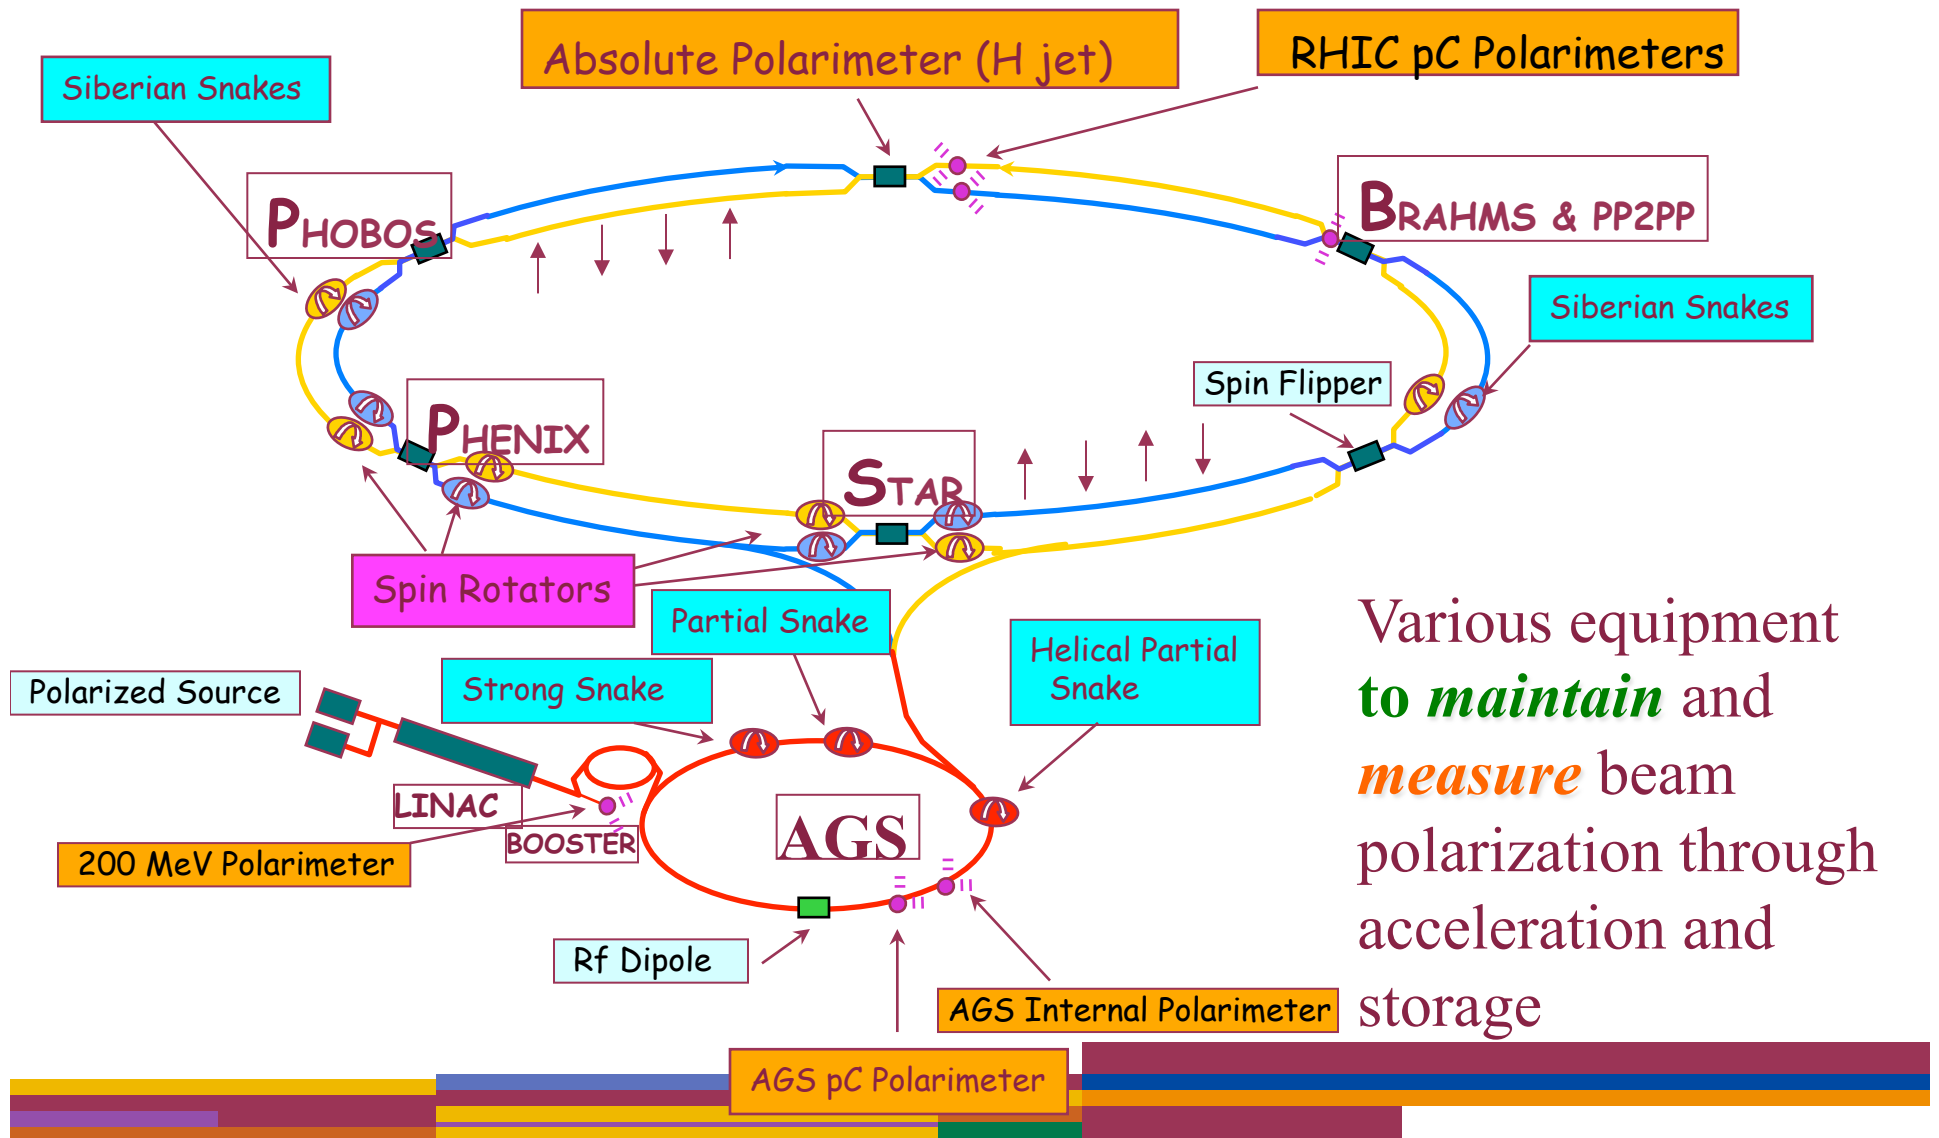 Absolute Polarimeter (H jet)
RHIC pC Polarimeters
Siberian Snakes
PHOBOS
BRAHMS & PP2PP
Siberian Snakes
Spin Flipper
PHENIX
STAR
Spin Rotators
Partial Snake
Helical Partial
Snake
Strong Snake
Polarized Source
LINAC
BOOSTER
200 MeV Polarimeter
AGS
Rf Dipole
AGS Internal Polarimeter
AGS pC Polarimeter
Various equipment
to maintain and
measure beam
polarization through
acceleration and
storage